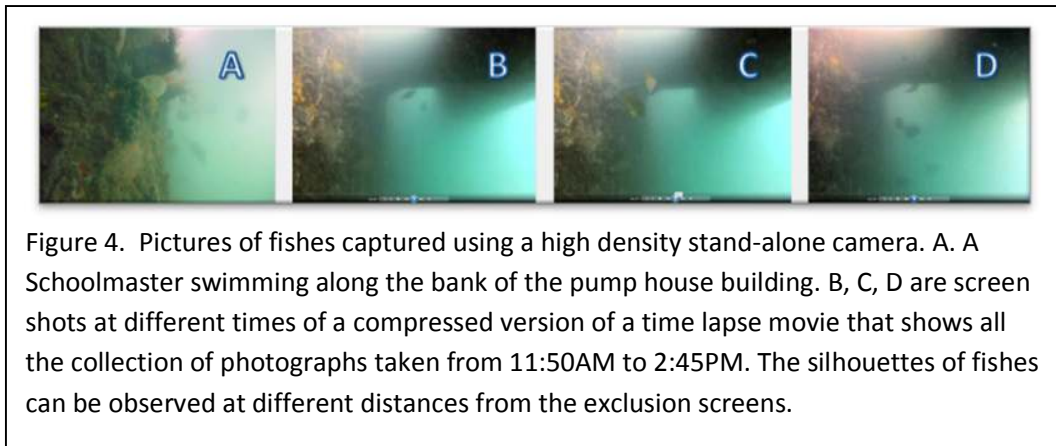 A B C D
Figure 4. Pictures of fishes captured using a high density stand-alone camera. A. A
Schoolmaster swimming along the bank of the pump house building. B, C, D are screen
shots at different times of a compressed version of a time lapse movie that shows all
the collection of photographs taken from 11:50AM to 2:45PM. The silhouettes of fishes
can be observed at different distances from the exclusion screens.